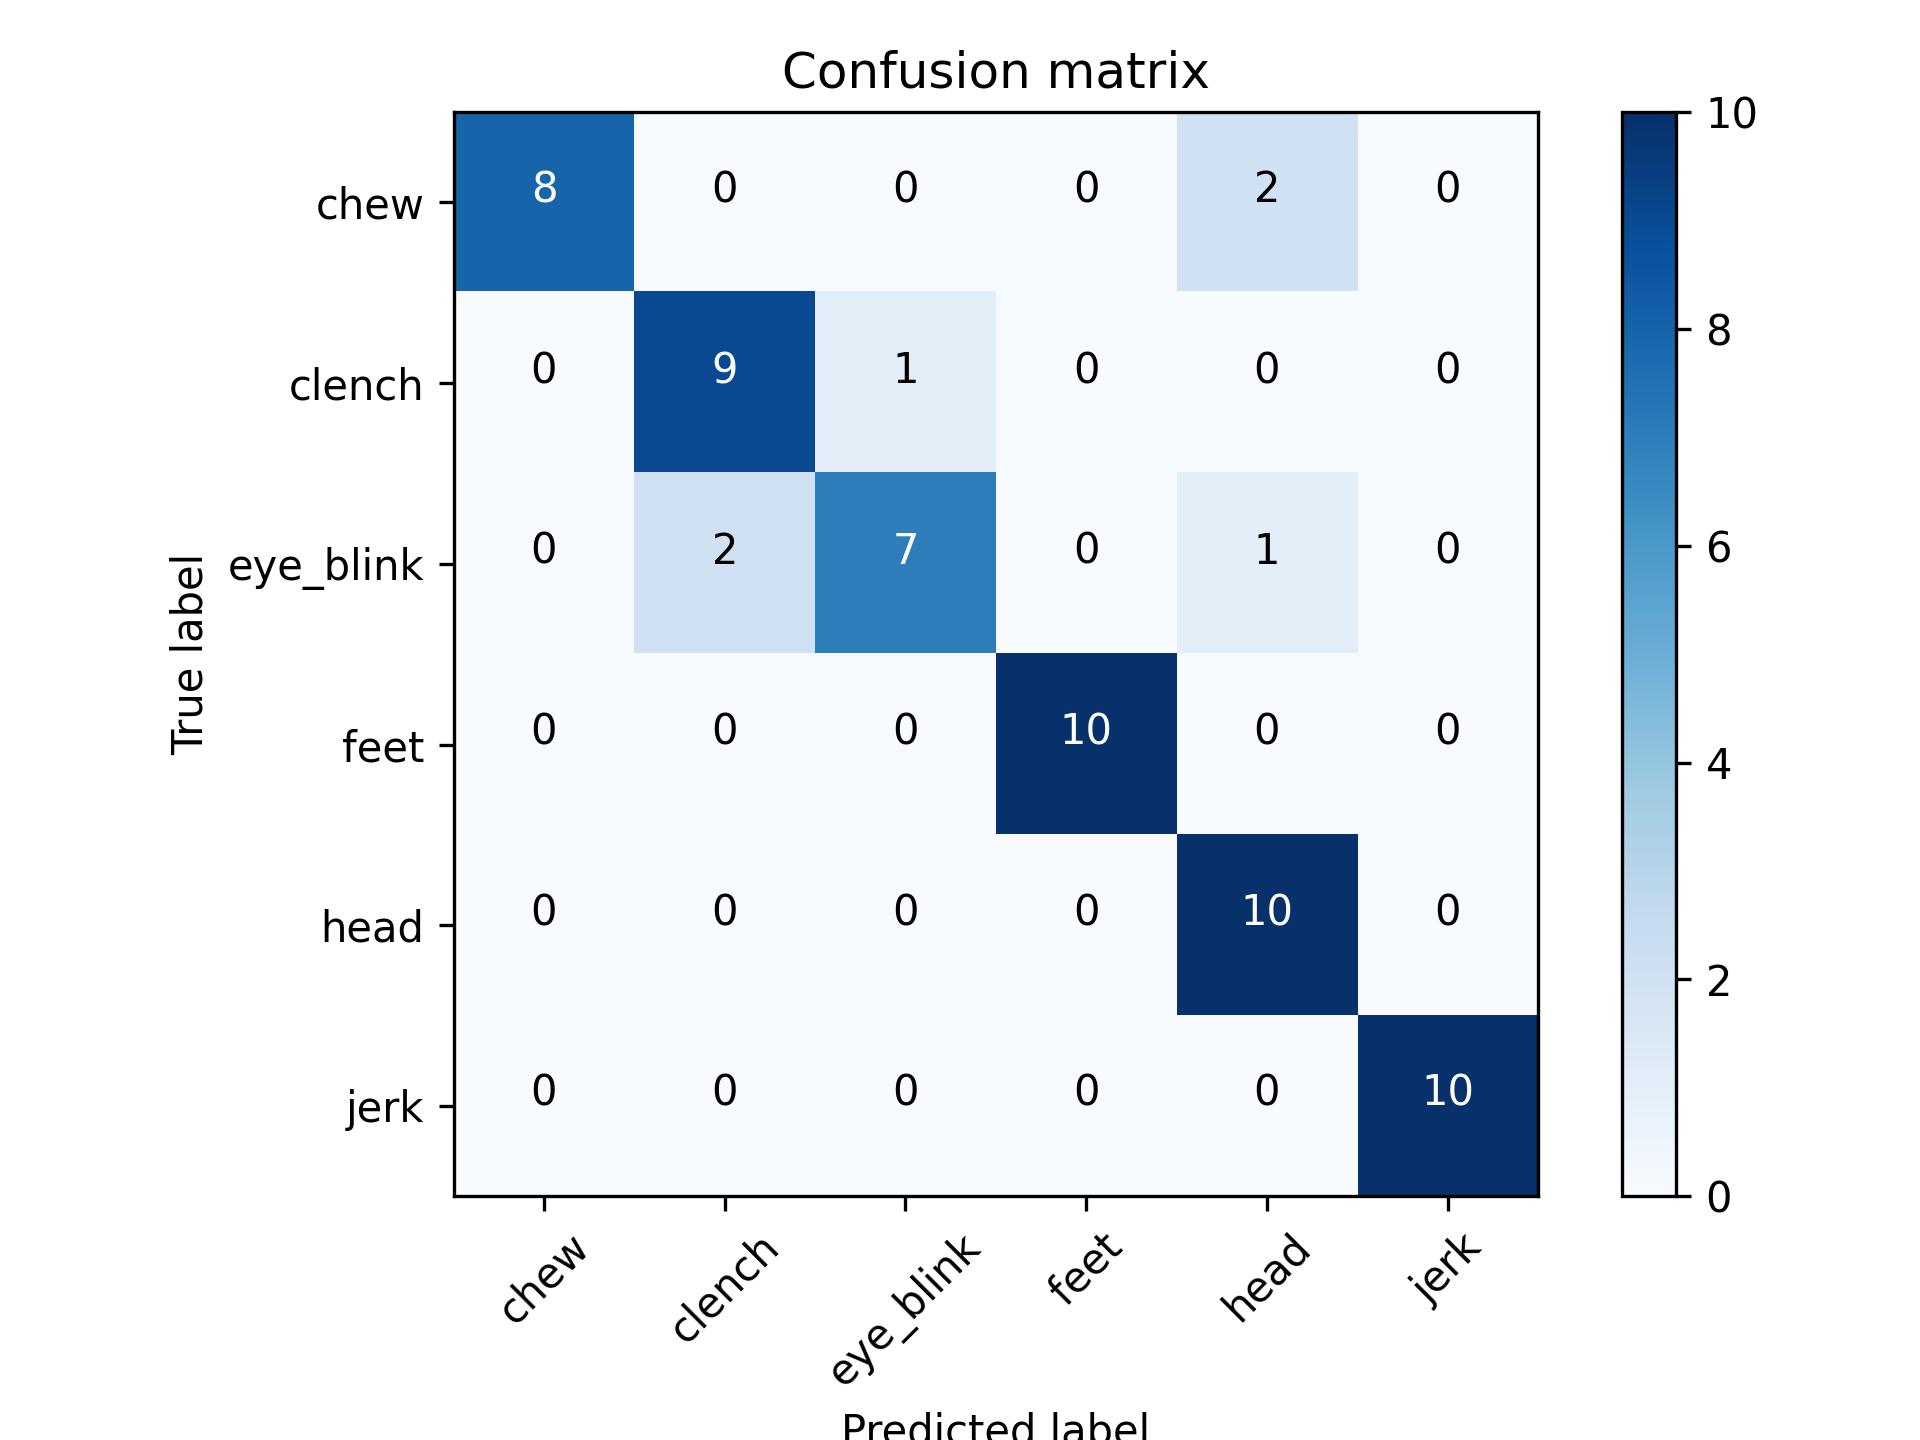 Confusion matrix
True label
chew 8 0 0 0 2 0
clench 0 9 1 0 0 0
eye_blink 0 2 7 0 1 0
feet 0 0 0 10 0 0
head 0 0 0 0 10 0
jerk 0 0 0 0 0 10
chew clench eye_blink feet head jerk
Predicted label
10
8
6
4
2
0